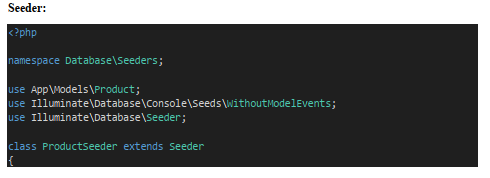 Seeder:
<?php
namespace Database\Seeders;
use App\Models\Product;
use Illuminate\Database\Console\Seeds\WithoutModelEvents;
use Illuminate\Database\Seeder;
class ProductSeeder extends Seeder
{